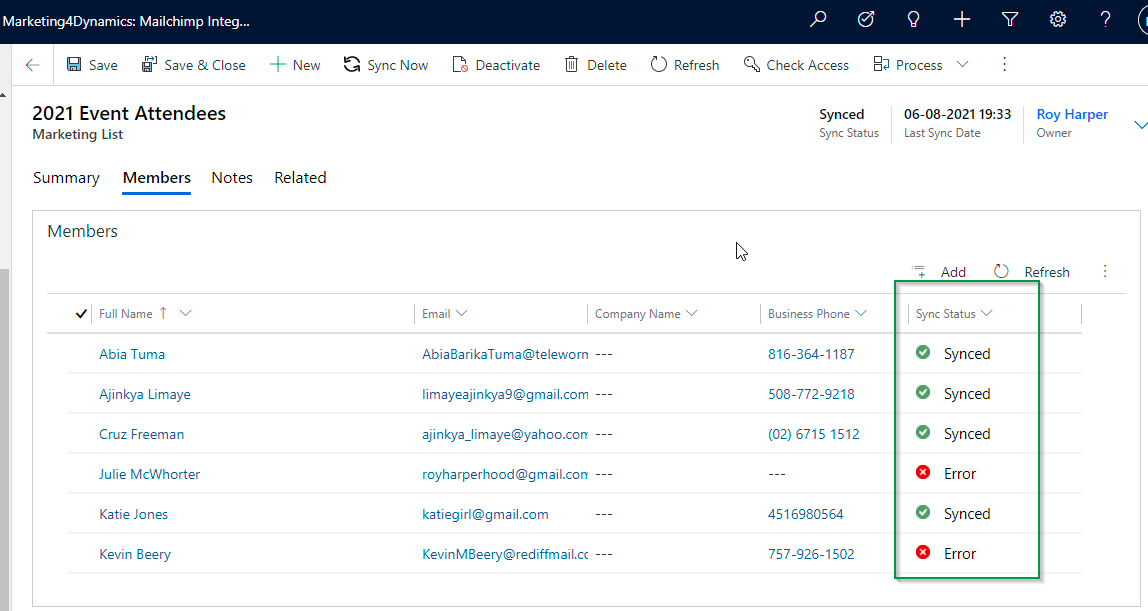 Marketing4Dynamics: Mailchimp Integ...
Save Save & Close New Sync Now Deactivate Delete Refresh Check Access Process
2021 Event Attendees
Marketing List
Synced 06-08-2021 19:33 Roy Harper
Sync Status Last Sync Date Owner
Summary Members Notes Related
Members
Add Refresh
Full Name Email Company Name Business Phone Sync Status
Abia Tuma AbiaBarikaTuma@teleworm --- 816-364-1187 Synced
Ajinkya Limaye limayeajinkya9@gmail.com --- 508-772-9218 Synced
Cruz Freeman ajinkya_limaye@yahoo.com --- (02) 6715 1512 Synced
Julie McWhorter royharperhood@gmail.com --- --- Error
Katie Jones katiegirl@gmail.com --- 4516980564 Synced
Kevin Beery KevinMBeery@rediffmail.cc --- 757-926-1502 Error